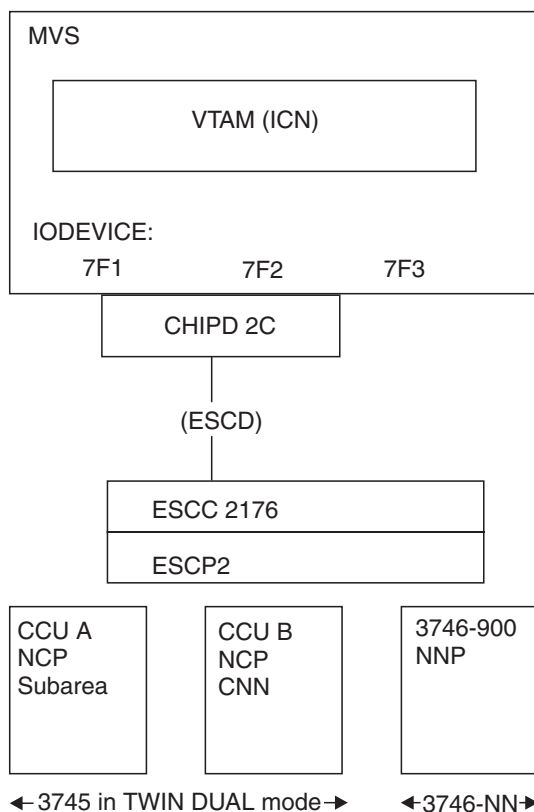 MVS
VTAM (ICN)
IODEVICE:
7F1 7F2 7F3
CHIPD 2C
(ESCD)
ESCC 2176
ESCP2
CCU A
NCP
Subarea
CCU B
NCP
CNN
3746-900
NNP
3745 in TWIN DUAL mode
3746-NN